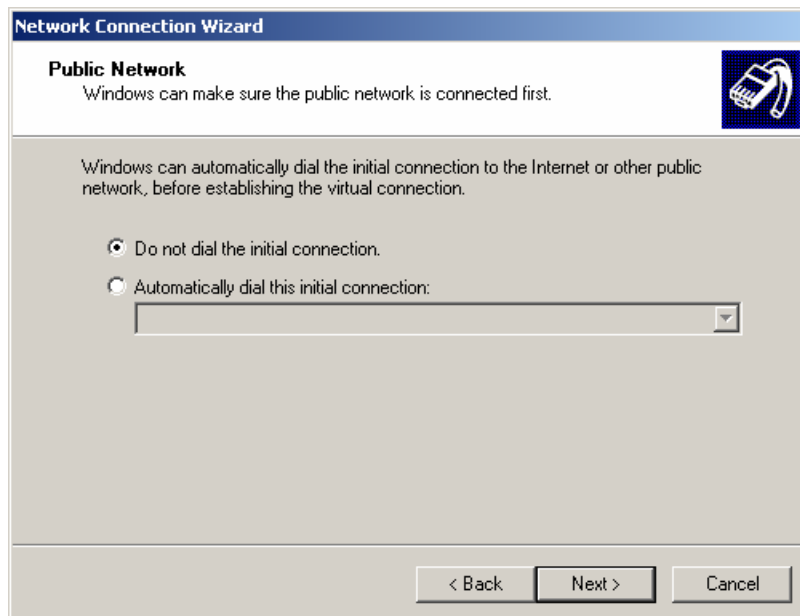 Network Connection Wizard
Public Network
Windows can make sure the public network is connected first.
Windows can automatically dial the initial connection to the Internet or other public
network, before establishing the virtual connection.
Do not dial the initial connection.
Automatically dial this initial connection:
< Back Next > Cancel